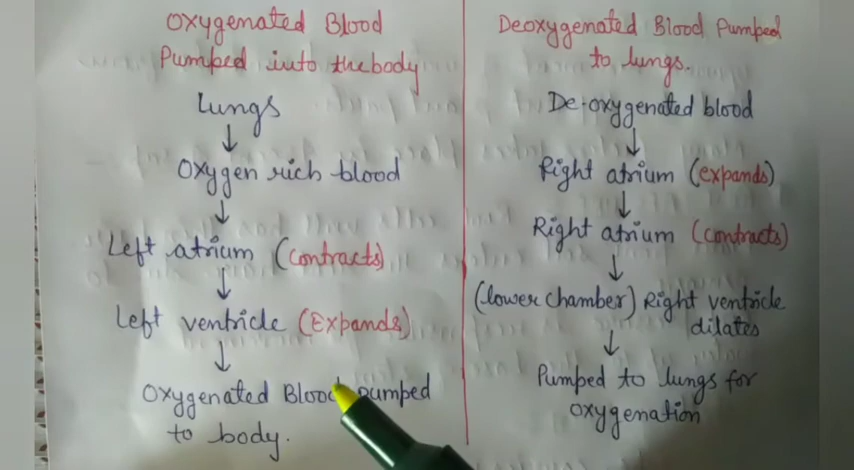 Oxygenated Blood
Pumped into the body
Lungs
↓
Oxygen rich blood
↓
Left atrium (Contracts)
↓
Left ventricle (Expands)
↓
Oxygenated Blood pumped
to body.
Deoxygenated Blood Pumped
to lungs.
De-oxygenated blood
↓
Right atrium (expands)
↓
Right atrium (Contracts)
↓
(lower chamber) Right ventricle
dilates
↓
Pumped to lungs for
oxygenation